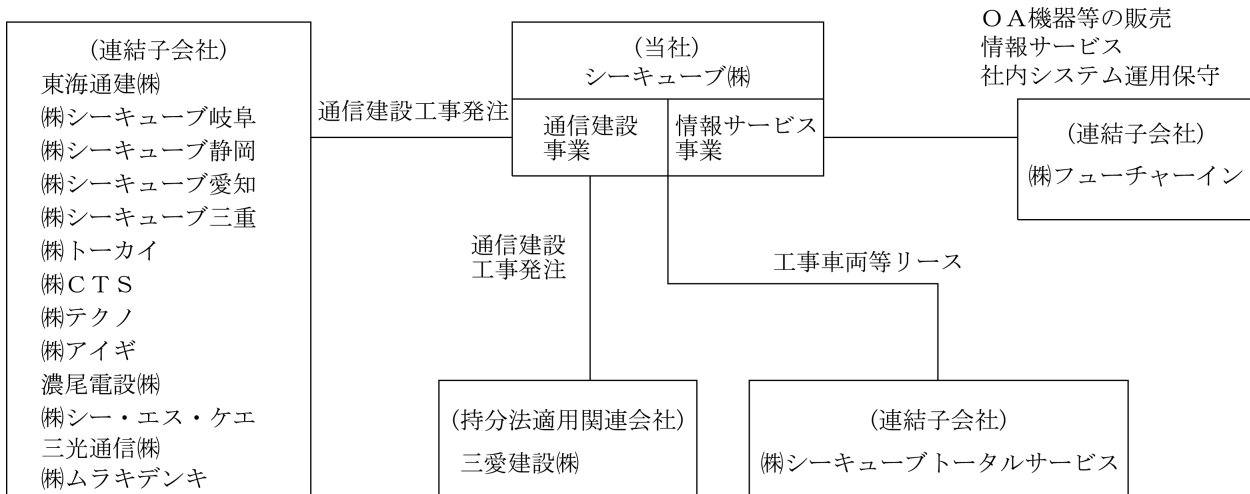 (連結子会社)
東海通建㈱
㈱シーキューブ岐阜
㈱シーキューブ静岡
㈱シーキューブ愛知
㈱シーキューブ三重
㈱トーカイ
㈱ＣＴＳ
㈱テクノ
㈱アイギ
濃尾電設㈱
㈱シー・エス・ケエ
三光通信㈱
㈱ムラキデンキ
通信建設工事発注
(当社)
シーキューブ㈱
通信建設
事業
情報サービス
事業
ＯＡ機器等の販売
情報サービス
社内システム運用保守
(連結子会社)
㈱フューチャーイン
通信建設
工事発注
工事車両等リース
(持分法適用関連会社)
三愛建設㈱
(連結子会社)
㈱シーキューブトータルサービス